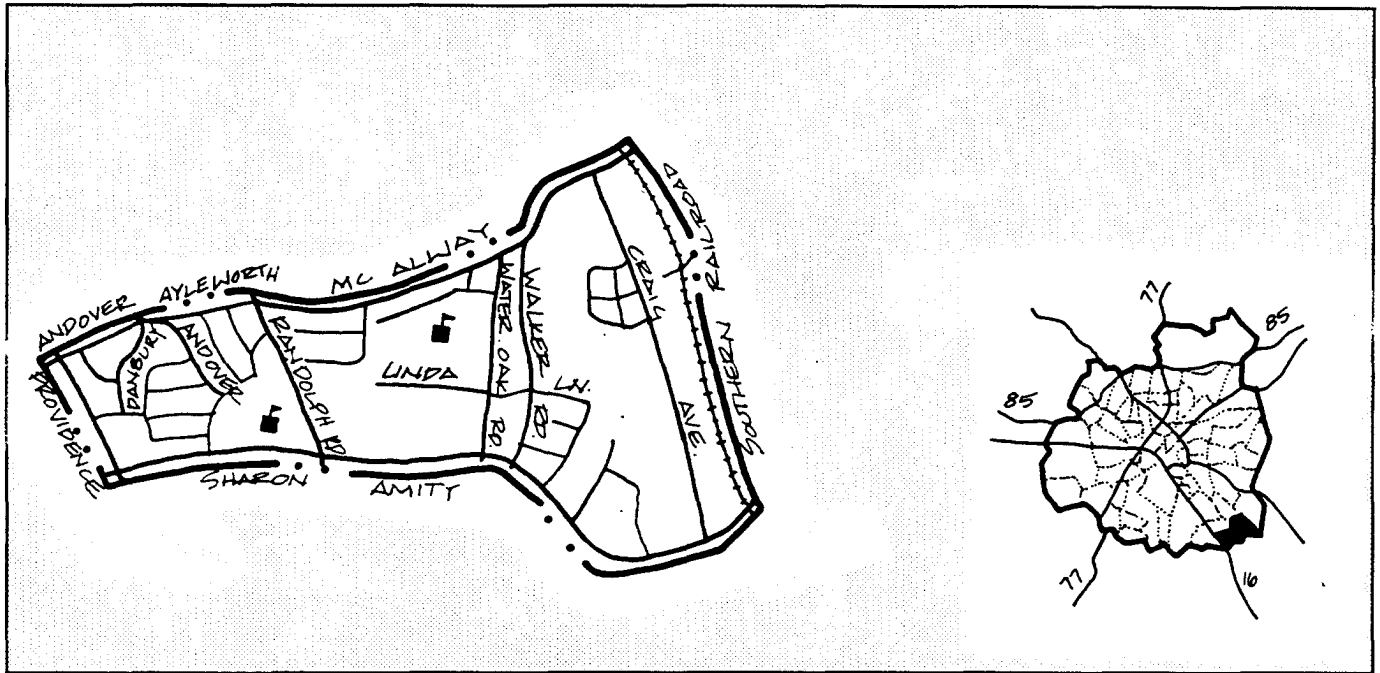 ANDOVER
AYLEWORTH
MC ALWAY
SOUTHERN RAILROAD
PROVIDENCE
DANBURY
ANDOVER
RANDOLPH RD
LINDA LN.
WATER OAK RD.
WALKER RD.
CRAIG AVE.
SHARON AMITY
77
85
85
77
16